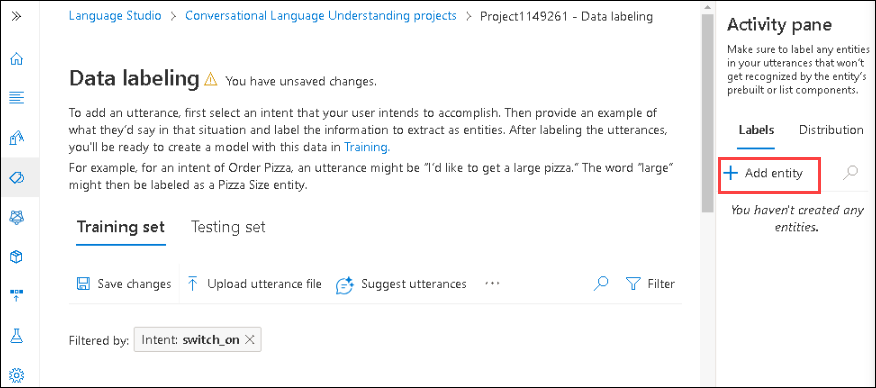 Language Studio > Conversational Language Understanding projects > Project1149261 - Data labeling
Data labeling You have unsaved changes.
To add an utterance, first select an intent that your user intends to accomplish. Then provide an example of
what they'd say in that situation and label the information to extract as entities. After labeling the utterances,
you'll be ready to create a model with this data in Training.
For example, for an intent of Order Pizza, an utterance might be "I'd like to get a large pizza." The word "large"
might then be labeled as a Pizza Size entity.
Training set Testing set
Save changes Upload utterance file Suggest utterances ... Filter
Filtered by: Intent: switch_on
Activity pane
Make sure to label any entities
in your utterances that won't
get recognized by the entity's
prebuilt or list components.
Labels Distribution
Add entity
You haven't created any
entities.